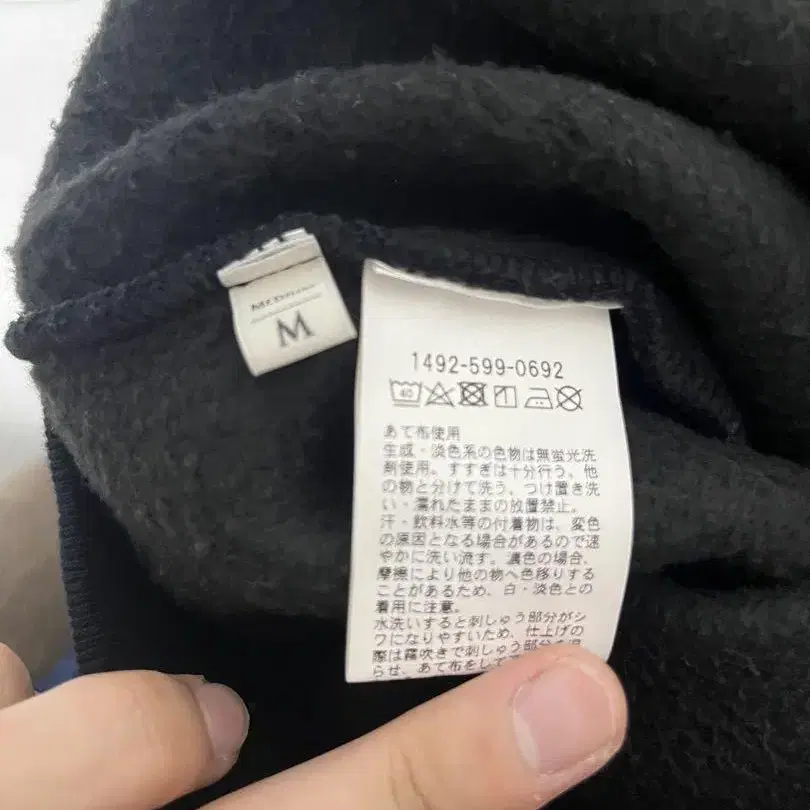 MEDIUM
M
1492-599-0692
40
あて布使用
生成・淡色系の色物は無蛍光洗
剤使用。すすぎは十分行う、他
の物と分けて洗う、つけ置き洗
い・濡れたままの放置禁止。
汗・飲料水等の付着物は、変色
の原因となる場合があるので速
やかに洗い流す。濃色の場合、
摩擦により他の物へ色移りする
ことがあるため、白・淡色との
着用に注意。
水洗いすると刺しゅう部分がシ
ワになりやすいため、仕上げの
際は霧吹きで刺しゅう部分を湿
らせ、あて布をして